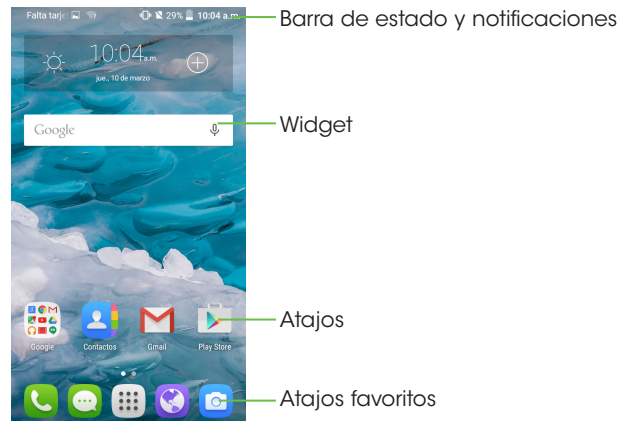 Falta tarje 29% 10:04 a.m.
Barra de estado y notificaciones
10:04 a.m.
jue., 10 de marzo
Google
Widget
Google Contactos Gmail Play Store
Atajos
Atajos favoritos